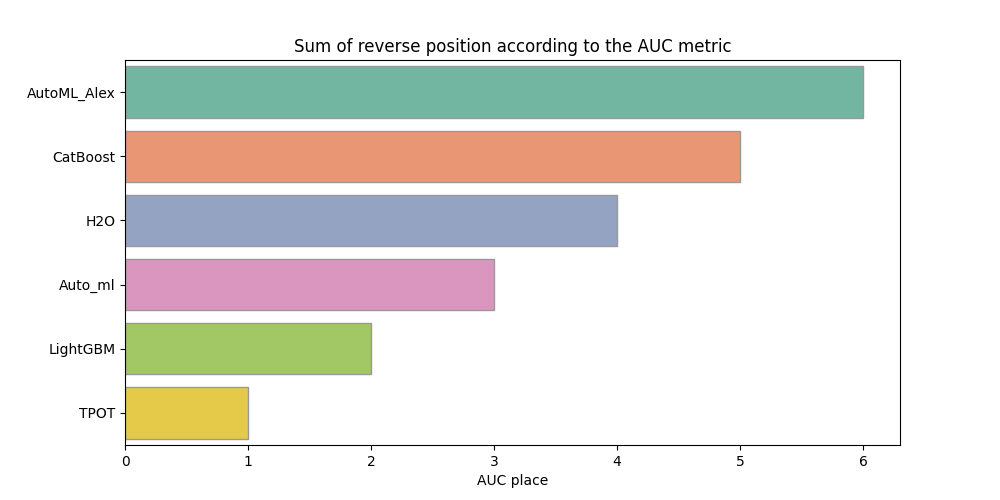 Sum of reverse position according to the AUC metric
AutoML_Alex
CatBoost
H2O
Auto_ml
LightGBM
TPOT
0 1 2 3 4 5 6
AUC place